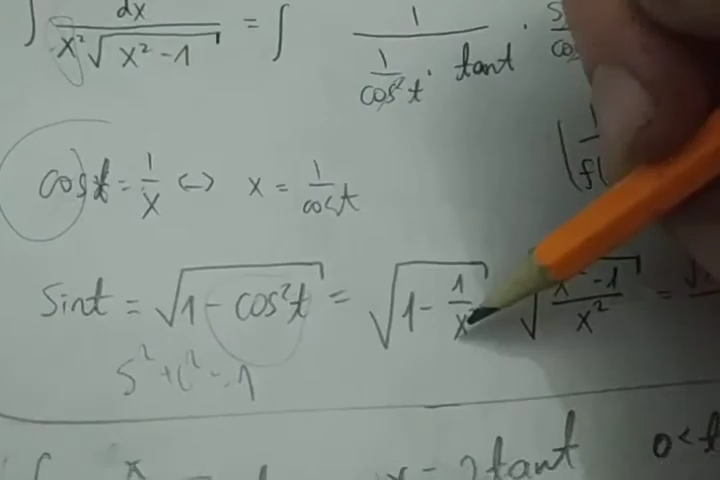 ∫ dx / (x²√(x²-1)) = ∫ 1 / (1/cos²t · tant) ·
cost = 1/x <-> x = 1/cost
Sint = √(1 - cos²t) = √(1 - 1/x √((x²-1)/x²) =
S² + C² = 1
x = 2tant 0<t